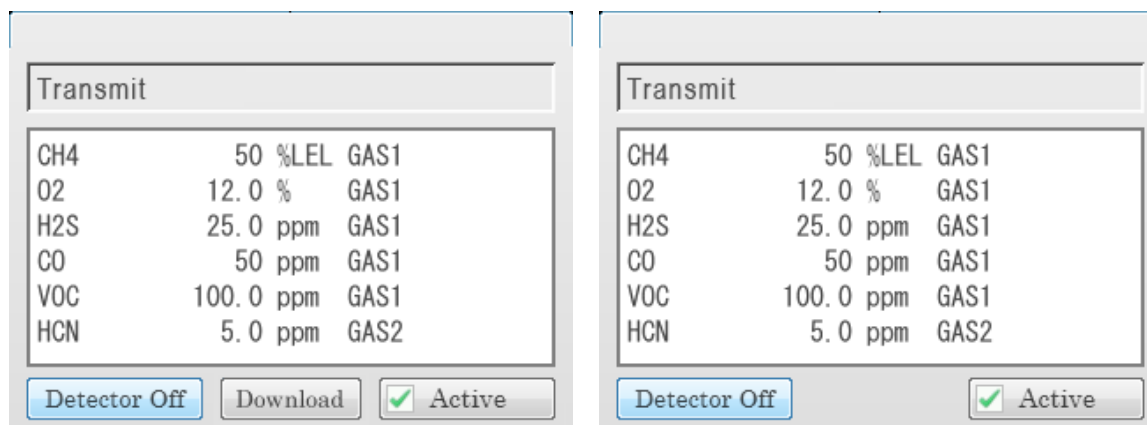 Transmit
CH4 50 %LEL GAS1
O2 12.0 % GAS1
H2S 25.0 ppm GAS1
CO 50 ppm GAS1
VOC 100.0 ppm GAS1
HCN 5.0 ppm GAS2
Detector Off Download Active
Transmit
CH4 50 %LEL GAS1
O2 12.0 % GAS1
H2S 25.0 ppm GAS1
CO 50 ppm GAS1
VOC 100.0 ppm GAS1
HCN 5.0 ppm GAS2
Detector Off Active